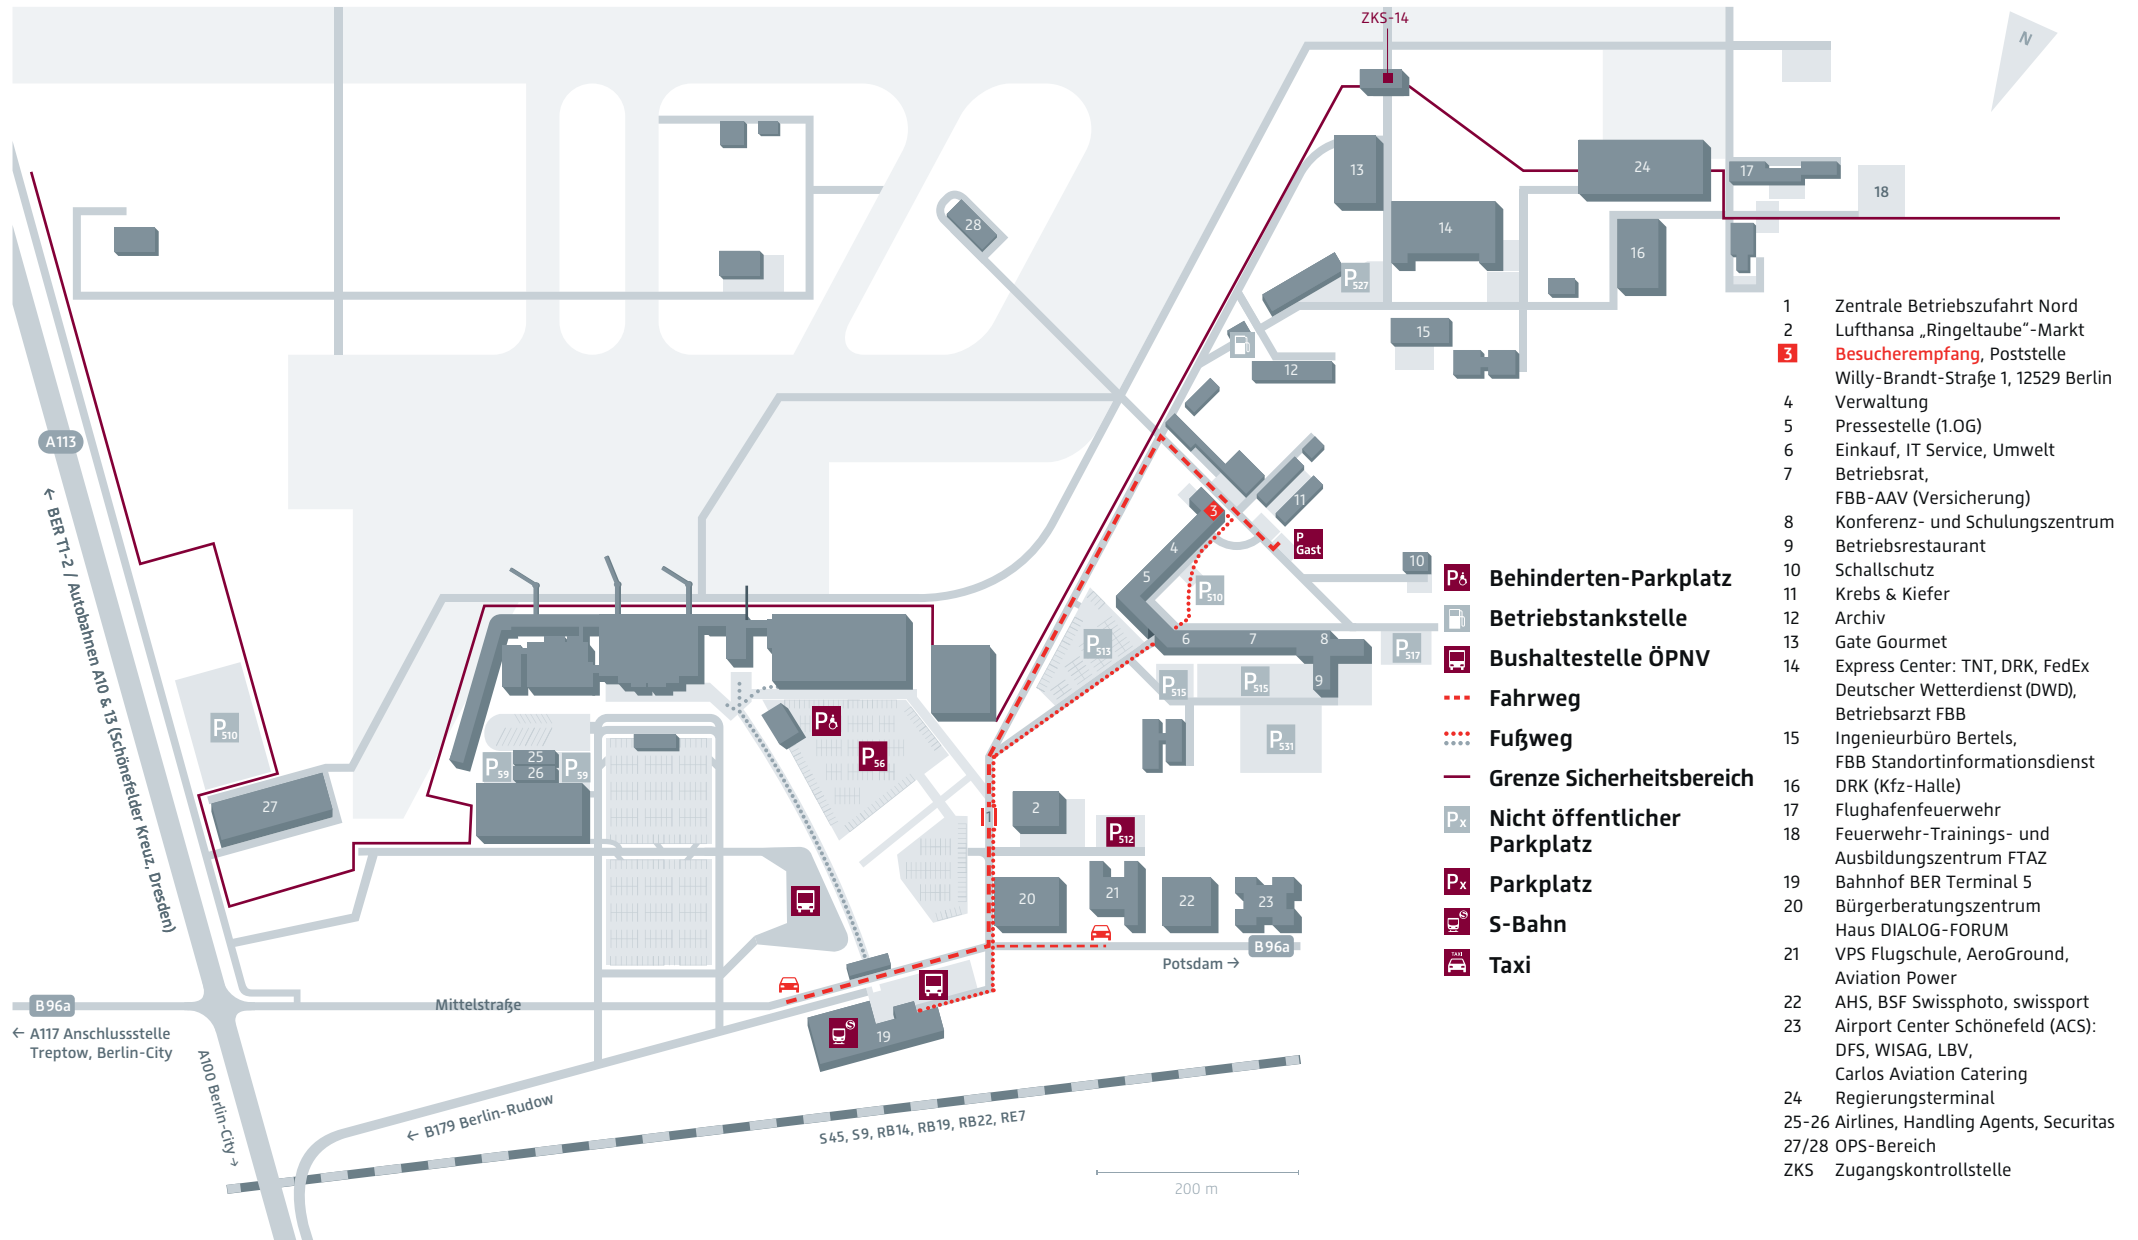 ZKS-14
N
13
24
17
18
14
16
28
P527
15
12
A113
3
11
4
P Gast
10
5
P510
6
7
8
P513
P517
9
P515
P515
P531
← BER T1-2 / Autobahnen A10 & 13 (Schönefelder Kreuz, Dresden)
P510
27
P
P56
P59
25
26
P59
1
2
P512
20
21
22
23
B96a
Potsdam →
B96a
Mittelstraße
← A117 Anschlussstelle
Treptow, Berlin-City
A100 Berlin-City →
S
19
← B179 Berlin-Rudow
S45, S9, RB14, RB19, RB22, RE7
200 m
P Behinderten-Parkplatz
Betriebstankstelle
Bushaltestelle ÖPNV
Fahrweg
Fußweg
Grenze Sicherheitsbereich
Px Nicht öffentlicher
Parkplatz
Px Parkplatz
S S-Bahn
TAXI Taxi
1 Zentrale Betriebszufahrt Nord
2 Lufthansa „Ringeltaube“-Markt
3 Besucherempfang, Poststelle
Willy-Brandt-Straße 1, 12529 Berlin
4 Verwaltung
5 Pressestelle (1.OG)
6 Einkauf, IT Service, Umwelt
7 Betriebsrat,
FBB-AAV (Versicherung)
8 Konferenz- und Schulungszentrum
9 Betriebsrestaurant
10 Schallschutz
11 Krebs & Kiefer
12 Archiv
13 Gate Gourmet
14 Express Center: TNT, DRK, FedEx
Deutscher Wetterdienst (DWD),
Betriebsarzt FBB
15 Ingenieurbüro Bertels,
FBB Standortinformationsdienst
16 DRK (Kfz-Halle)
17 Flughafenfeuerwehr
18 Feuerwehr-Trainings- und
Ausbildungszentrum FTAZ
19 Bahnhof BER Terminal 5
20 Bürgerberatungszentrum
Haus DIALOG-FORUM
21 VPS Flugschule, AeroGround,
Aviation Power
22 AHS, BSF Swissphoto, swissport
23 Airport Center Schönefeld (ACS):
DFS, WISAG, LBV,
Carlos Aviation Catering
24 Regierungsterminal
25-26 Airlines, Handling Agents, Securitas
27/28 OPS-Bereich
ZKS Zugangskontrollstelle